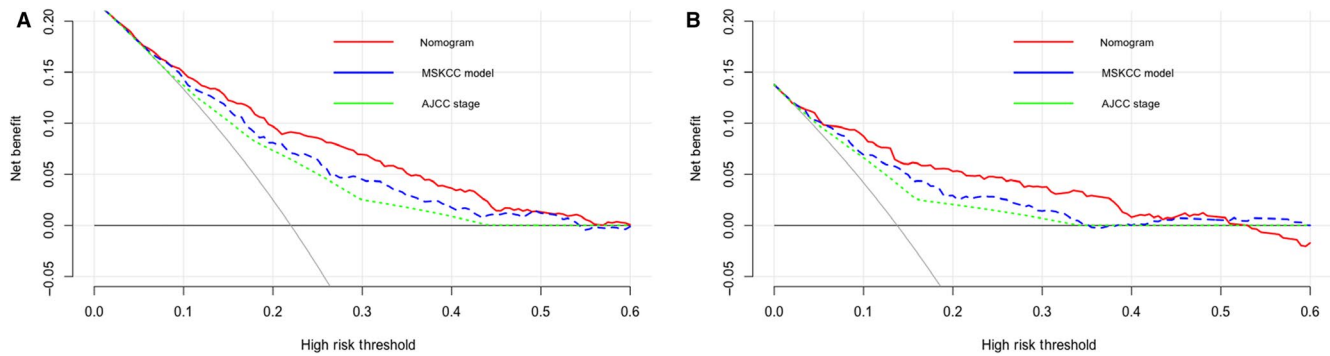 A
Net benefit
0.20
0.15
0.10
0.05
0.00
−0.05
Nomogram
MSKCC model
AJCC stage
0.0 0.1 0.2 0.3 0.4 0.5 0.6
High risk threshold
B
Net benefit
0.20
0.15
0.10
0.05
0.00
−0.05
Nomogram
MSKCC model
AJCC stage
0.0 0.1 0.2 0.3 0.4 0.5 0.6
High risk threshold